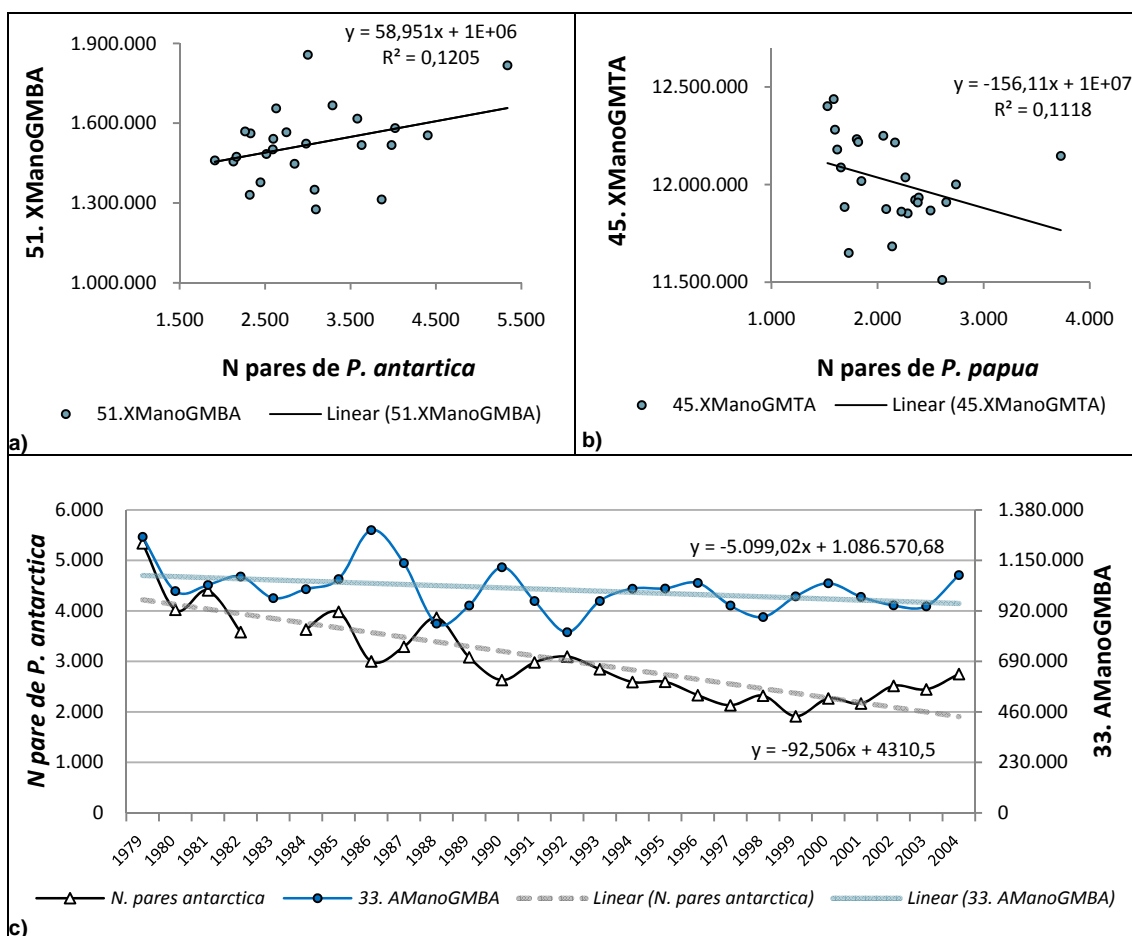 y = 58,951x + 1E+06
R² = 0,1205
51. XManoGMBA
1.900.000
1.600.000
1.300.000
1.000.000
1.500 2.500 3.500 4.500 5.500
N pares de P. antartica
51.XManoGMBA Linear (51.XManoGMBA)
a)
y = -156,11x + 1E+07
R² = 0,1118
45. XManoGMTA
12.500.000
12.000.000
11.500.000
1.000 2.000 3.000 4.000
N pares de P. papua
45.XManoGMTA Linear (45.XManoGMTA)
b)
N pare de P. antarctica
6.000
5.000
4.000
3.000
2.000
1.000
0
y = -5.099,02x + 1.086.570,68
y = -92,506x + 4310,5
1.380.000
1.150.000
920.000
690.000
460.000
230.000
0
33. AManoGMBA
1979 1980 1981 1982 1983 1984 1985 1986 1987 1988 1989 1990 1991 1992 1993 1994 1995 1996 1997 1998 1999 2000 2001 2002 2003 2004
N. pares antarctica 33. AManoGMBA Linear (N. pares antarctica) Linear (33. AManoGMBA)
c)